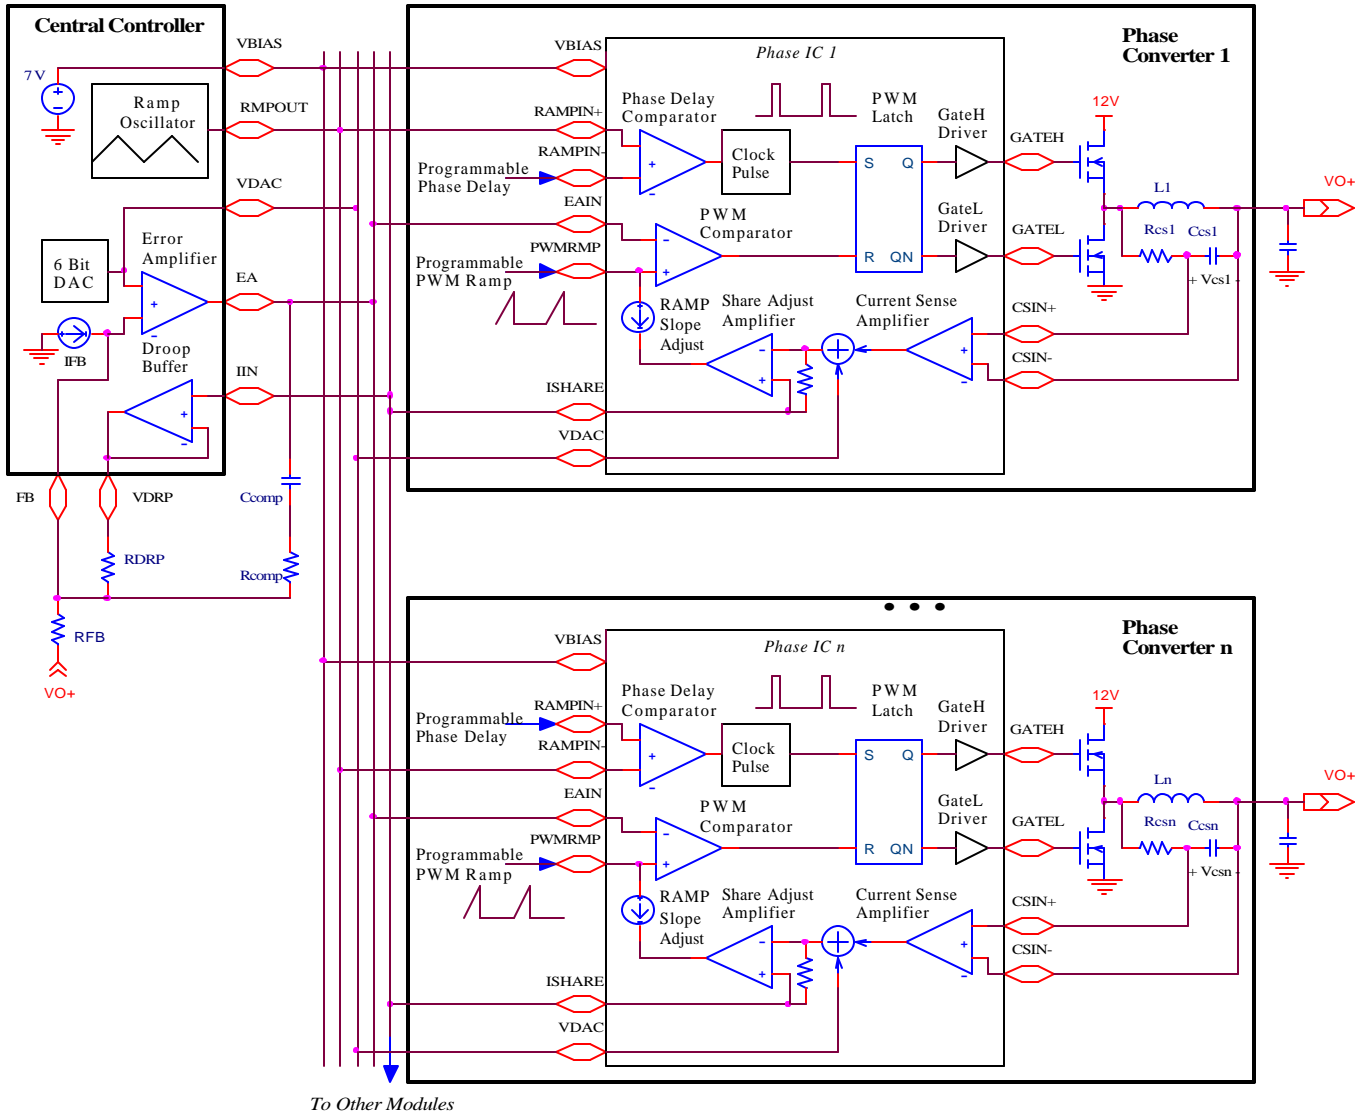 Central Controller
VBIAS
7V
Ramp
Oscillator
RMPOUT
VDAC
6 Bit
DAC
Error
Amplifier
+
-
EA
IFB
Droop
Buffer
+
-
IIN
FB
VDRP
Ccomp
RDRP
Rcomp
RFB
VO+
Phase
Converter 1
Phase IC 1
VBIAS
RAMPIN+
RAMPIN-
Programmable
Phase Delay
EAIN
PWMRMP
Programmable
PWM Ramp
ISHARE
VDAC
Phase Delay
Comparator
+
-
Clock
Pulse
PWM
Latch
S
Q
R
QN
GateH
Driver
GATEH
GateL
Driver
GATEL
PWM
Comparator
-
+
RAMP
Slope
Adjust
Share Adjust
Amplifier
-
+
Current Sense
Amplifier
+
-
CSIN+
CSIN-
12V
L1
Rcs1
Ccs1
+ Vcs1 -
VO+
Phase
Converter n
Phase IC n
VBIAS
RAMPIN+
Programmable
Phase Delay
RAMPIN-
EAIN
PWMRMP
Programmable
PWM Ramp
ISHARE
VDAC
Phase Delay
Comparator
+
-
Clock
Pulse
PWM
Latch
S
Q
R
QN
GateH
Driver
GATEH
GateL
Driver
GATEL
PWM
Comparator
-
+
RAMP
Slope
Adjust
Share Adjust
Amplifier
-
+
Current Sense
Amplifier
+
-
CSIN+
CSIN-
12V
Ln
Rcsn
Ccsn
+ Vcsn -
VO+
To Other Modules